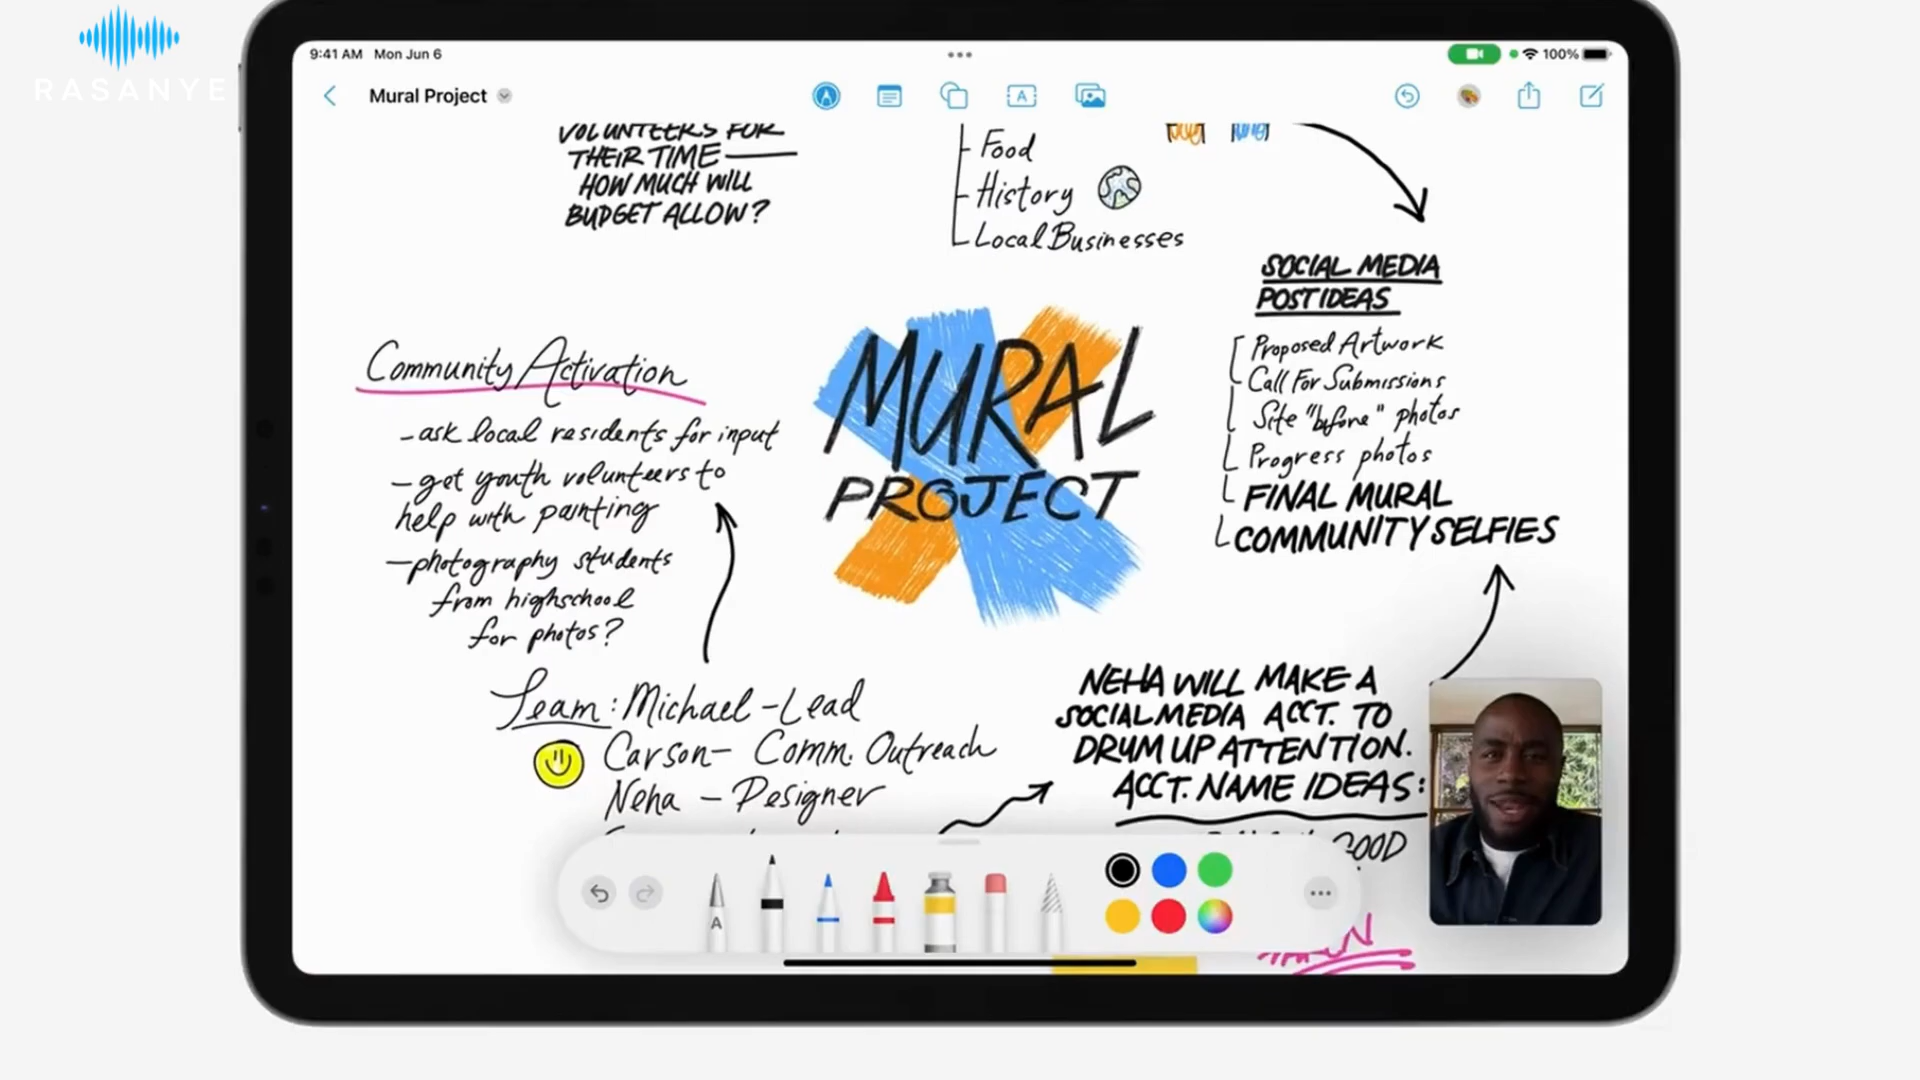 RASANYE
9:41 AM Mon Jun 6
100%
Mural Project
A
VOLUNTEERS FOR
THEIR TIME —
HOW MUCH WILL
BUDGET ALLOW?
Food
History
Local Businesses
SOCIAL MEDIA
POST IDEAS
Proposed Artwork
Call For Submissions
Site "before" photos
Progress photos
FINAL MURAL
COMMUNITY SELFIES
Community Activation
- ask local residents for input
- get youth volunteers to
help with painting
- photography students
from highschool
for photos?
MURAL
PROJECT
Team: Michael - Lead
Carson - Comm. Outreach
Neha - Designer
NEHA WILL MAKE A
SOCIAL MEDIA ACCT. TO
DRUM UP ATTENTION.
ACCT. NAME IDEAS:
GOOD
A